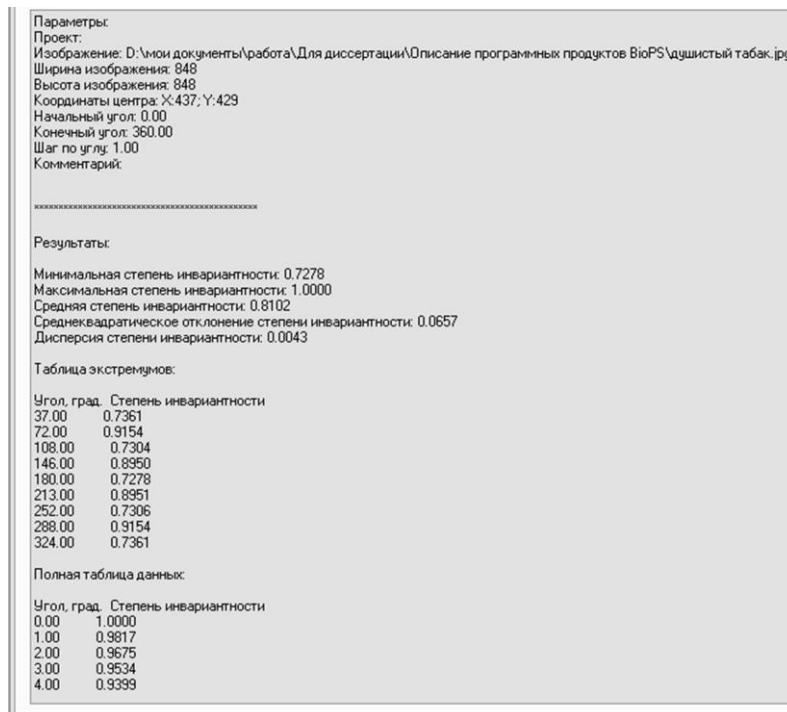 Параметры:
Проект:
Изображение: D:\мои документы\работа\Для диссертации\Описание программных продуктов BioPS\душистый табак.jpg
Ширина изображения: 848
Высота изображения: 848
Координаты центра: X:437; Y:429
Начальный угол: 0.00
Конечный угол: 360.00
Шаг по углу: 1.00
Комментарий:
Результаты:
Минимальная степень инвариантности: 0.7278
Максимальная степень инвариантности: 1.0000
Средняя степень инвариантности: 0.8102
Среднеквадратическое отклонение степени инвариантности: 0.0657
Дисперсия степени инвариантности: 0.0043
Таблица экстремумов:
Угол, град. Степень инвариантности
37.00 0.7361
72.00 0.9154
108.00 0.7304
146.00 0.8950
180.00 0.7278
213.00 0.8951
252.00 0.7306
288.00 0.9154
324.00 0.7361
Полная таблица данных:
Угол, град. Степень инвариантности
0.00 1.0000
1.00 0.9817
2.00 0.9675
3.00 0.9534
4.00 0.9399